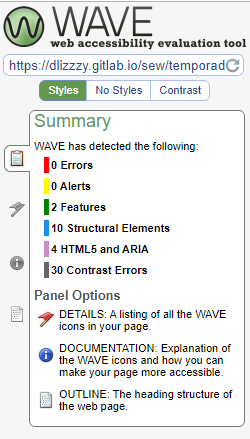 WAVE
web accessibility evaluation tool
https://dlizzzy.gitlab.io/sew/temporad
Styles No Styles Contrast
Summary
WAVE has detected the following:
0 Errors
0 Alerts
2 Features
10 Structural Elements
4 HTML5 and ARIA
30 Contrast Errors
Panel Options
DETAILS: A listing of all the WAVE
icons in your page.
DOCUMENTATION: Explanation of
the WAVE icons and how you can
make your page more accessible.
OUTLINE: The heading structure of
the web page.